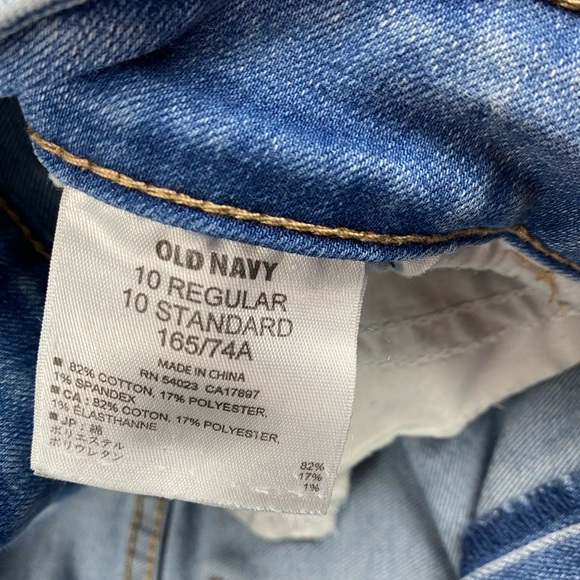 OLD NAVY
10 REGULAR
10 STANDARD
165/74A
MADE IN CHINA
RN 54023 CA17897
■ 82% COTTON, 17% POLYESTER,
1% SPANDEX
■ CA : 82% COTON, 17% POLYESTER,
1% ÉLASTHANNE
■ JP : 綿 82%
ポリエステル 17%
ポリウレタン 1%